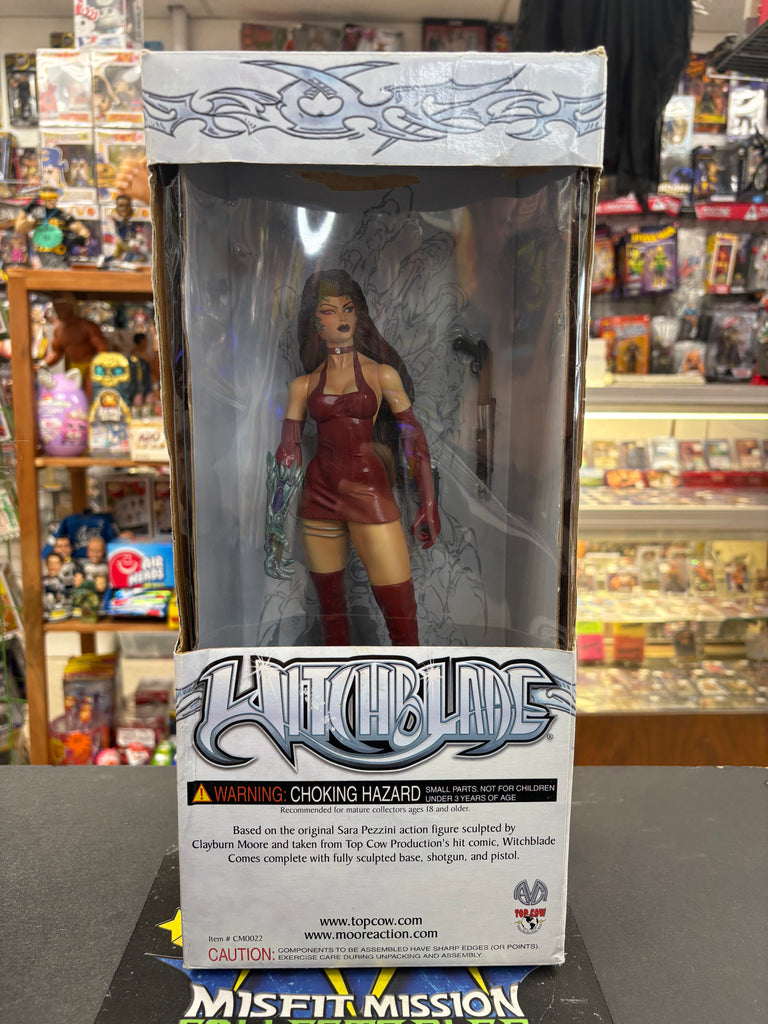 AIR
HEADS
WITCHBLADE®
WARNING: CHOKING HAZARD SMALL PARTS. NOT FOR CHILDREN
UNDER 3 YEARS OF AGE
Recommended for mature collectors ages 18 and older.
Based on the original Sara Pezzini action figure sculpted by
Clayburn Moore and taken from Top Cow Production's hit comic, Witchblade
Comes complete with fully sculpted base, shotgun, and pistol.
TOP COW
www.topcow.com
www.mooreaction.com
Item # CM0022
CAUTION: COMPONENTS TO BE ASSEMBLED HAVE SHARP EDGES (OR POINTS).
EXERCISE CARE DURING UNPACKING AND ASSEMBLY.
MISFIT MISSION